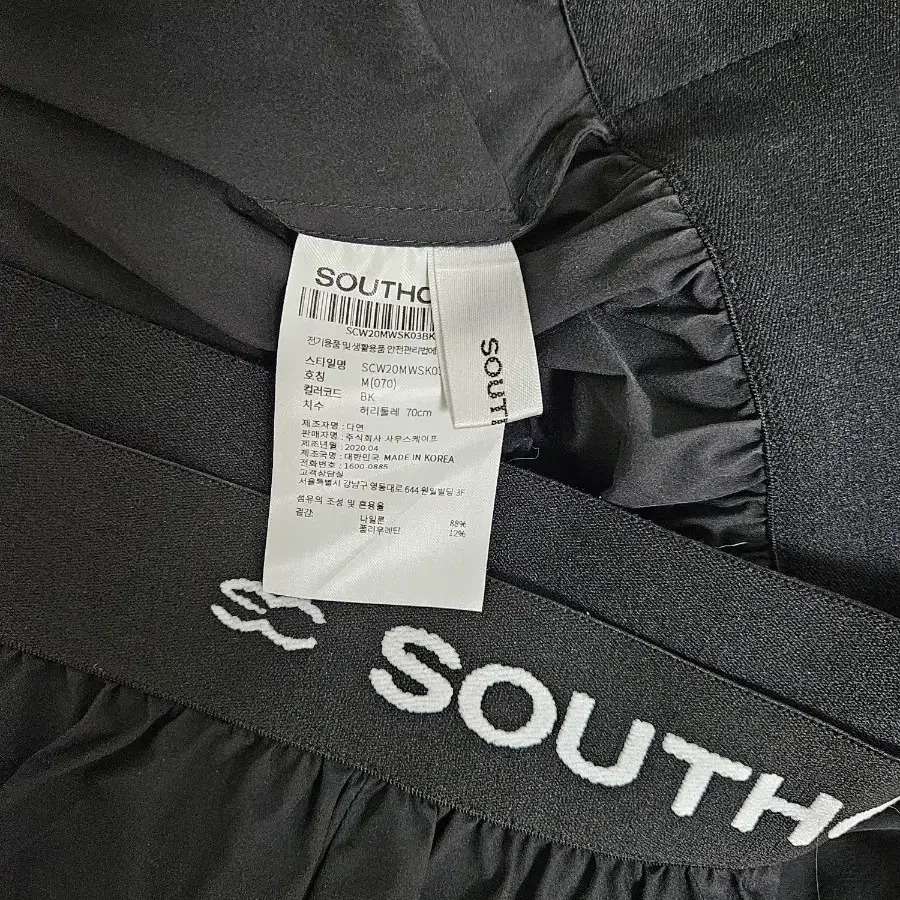 SOUTHC
SCW20MWSK03BK
전기용품 및 생활용품 안전관리법에
스타일명 SCW20MWSK03
호칭 M(070)
컬러코드 BK
치수 허리둘레 70cm
제조자명 : 다면
판매자명 : 주식회사 사우스케이프
제조년월 : 2020.04
제조국명 : 대한민국 MADE IN KOREA
전화번호 : 1600 0885
고객상담실
서울특별시 강남구 영동대로 644 원일빌딩 3F
섬유의 조성 및 혼용율
겉감: 나일론 88%
폴리우레탄 12%
SOUT
SOUTH